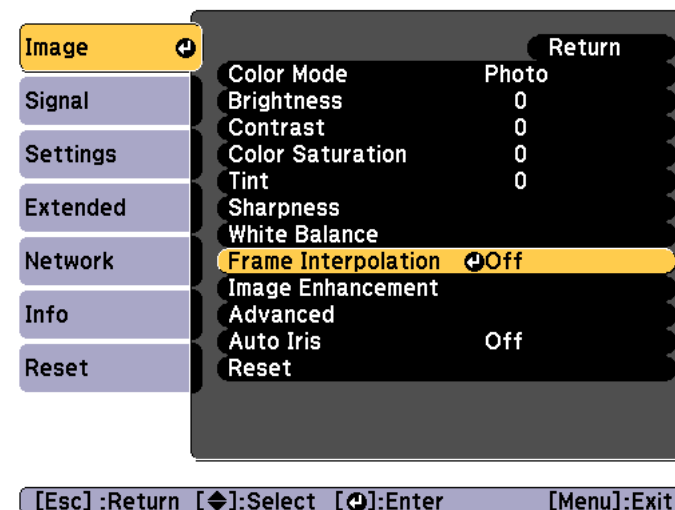 Image
Signal
Settings
Extended
Network
Info
Reset
Return
Color Mode Photo
Brightness 0
Contrast 0
Color Saturation 0
Tint 0
Sharpness
White Balance
Frame Interpolation Off
Image Enhancement
Advanced
Auto Iris Off
Reset
[Esc] :Return [◆]:Select [⏎]:Enter [Menu]:Exit